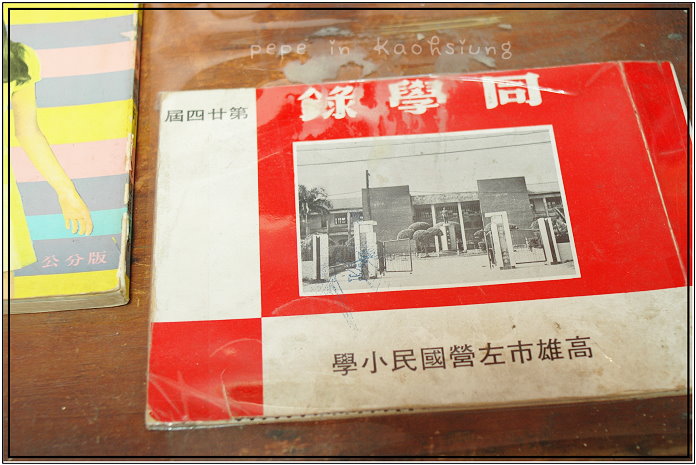 pepe in Kaohsiung
同學錄
第廿四屆
高雄市左營國民小學
公分版